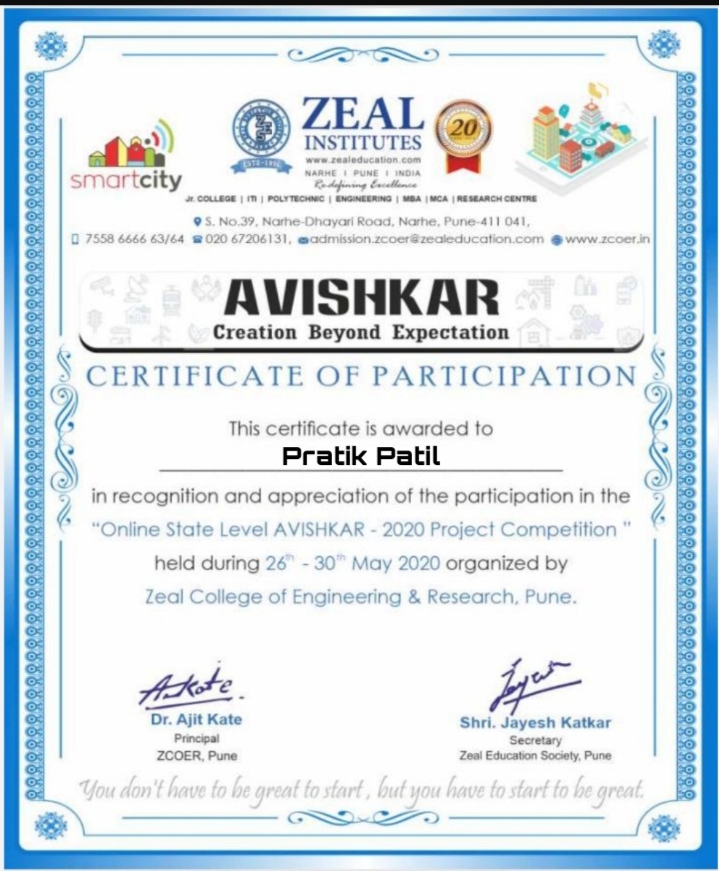 smartcity
ESTD-1996
ZEAL
INSTITUTES
www.zealeducation.com
NARHE | PUNE | INDIA
Redefining Excellence
20
Jr. COLLEGE | ITI | POLYTECHNIC | ENGINEERING | MBA | MCA | RESEARCH CENTRE
S. No.39, Narhe-Dhayari Road, Narhe, Pune-411 041,
7558 6666 63/64 020 67206131, admission.zcoer@zealeducation.com www.zcoer.in
AVISHKAR
Creation Beyond Expectation
CERTIFICATE OF PARTICIPATION
This certificate is awarded to
Pratik Patil
in recognition and appreciation of the participation in the
"Online State Level AVISHKAR - 2020 Project Competition "
held during 26th - 30th May 2020 organized by
Zeal College of Engineering & Research, Pune.
Dr. Ajit Kate
Principal
ZCOER, Pune
Shri. Jayesh Katkar
Secretary
Zeal Education Society, Pune
You don't have to be great to start , but you have to start to be great.